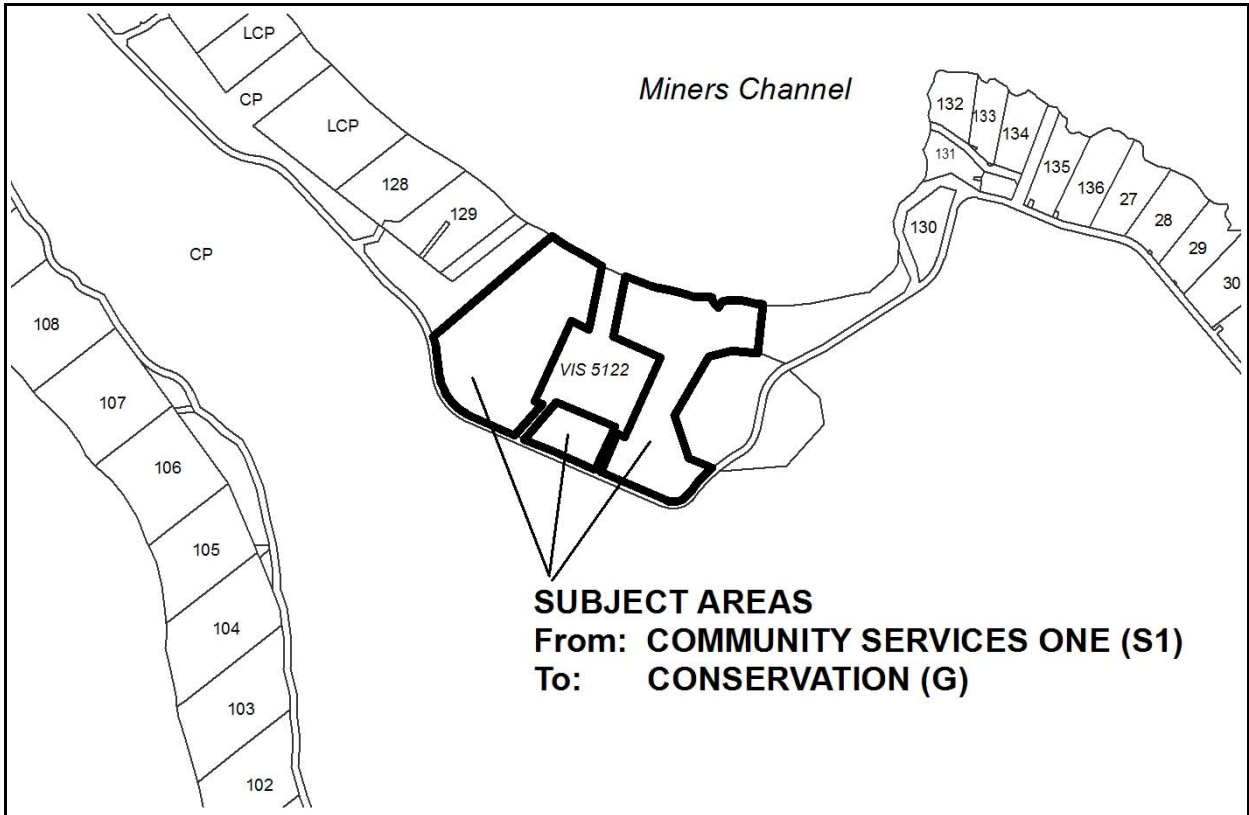 LCP
Miners Channel
CP
LCP
132
133
134
131
135
136
27
28
29
30
128
129
130
CP
108
VIS 5122
107
106
105
104
103
102
SUBJECT AREAS
From: COMMUNITY SERVICES ONE (S1)
To: CONSERVATION (G)